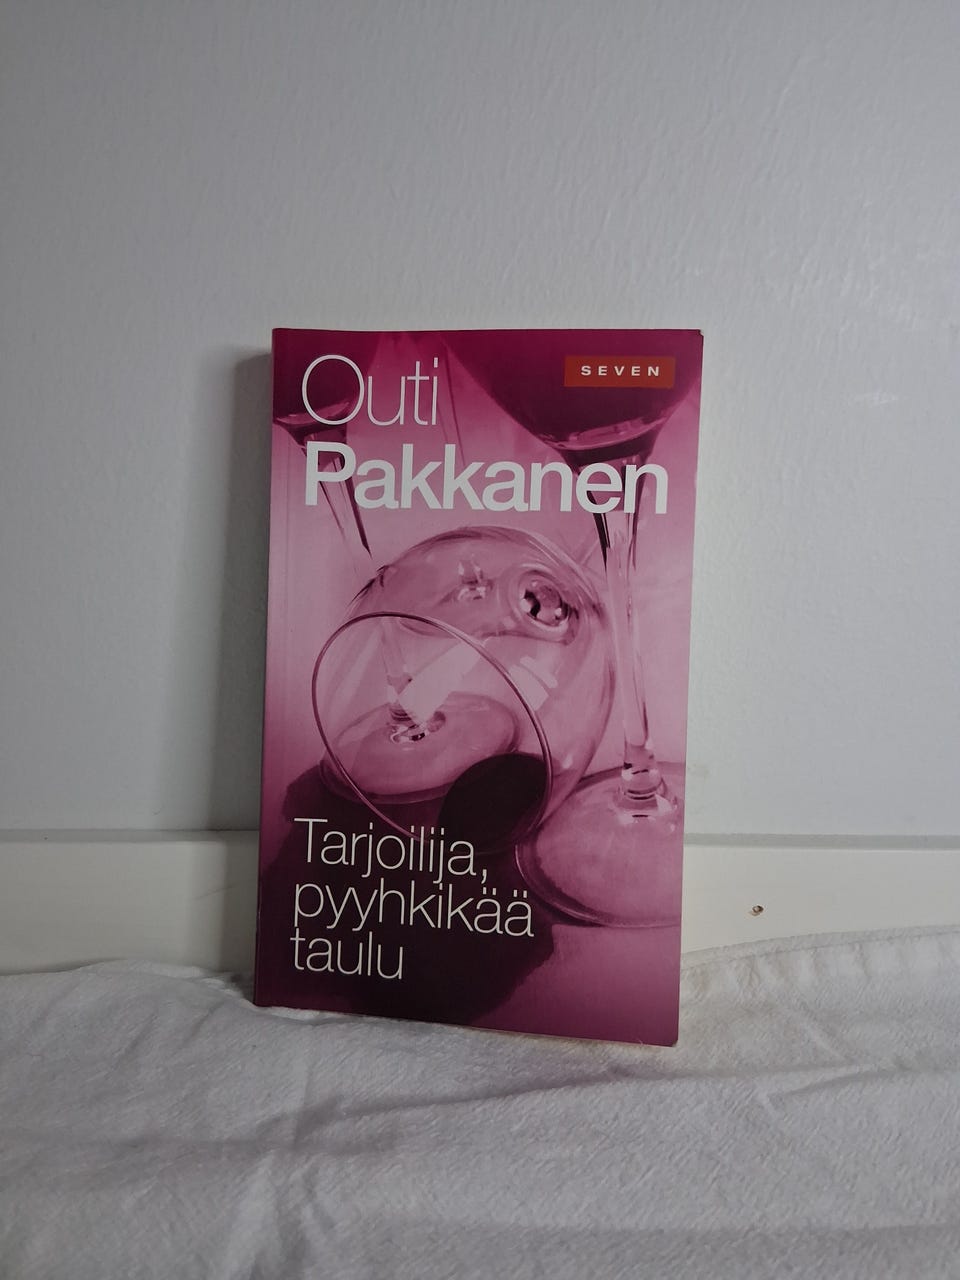 Outi
SEVEN
Pakkanen
Tarjoilija,
pyyhkikää
taulu